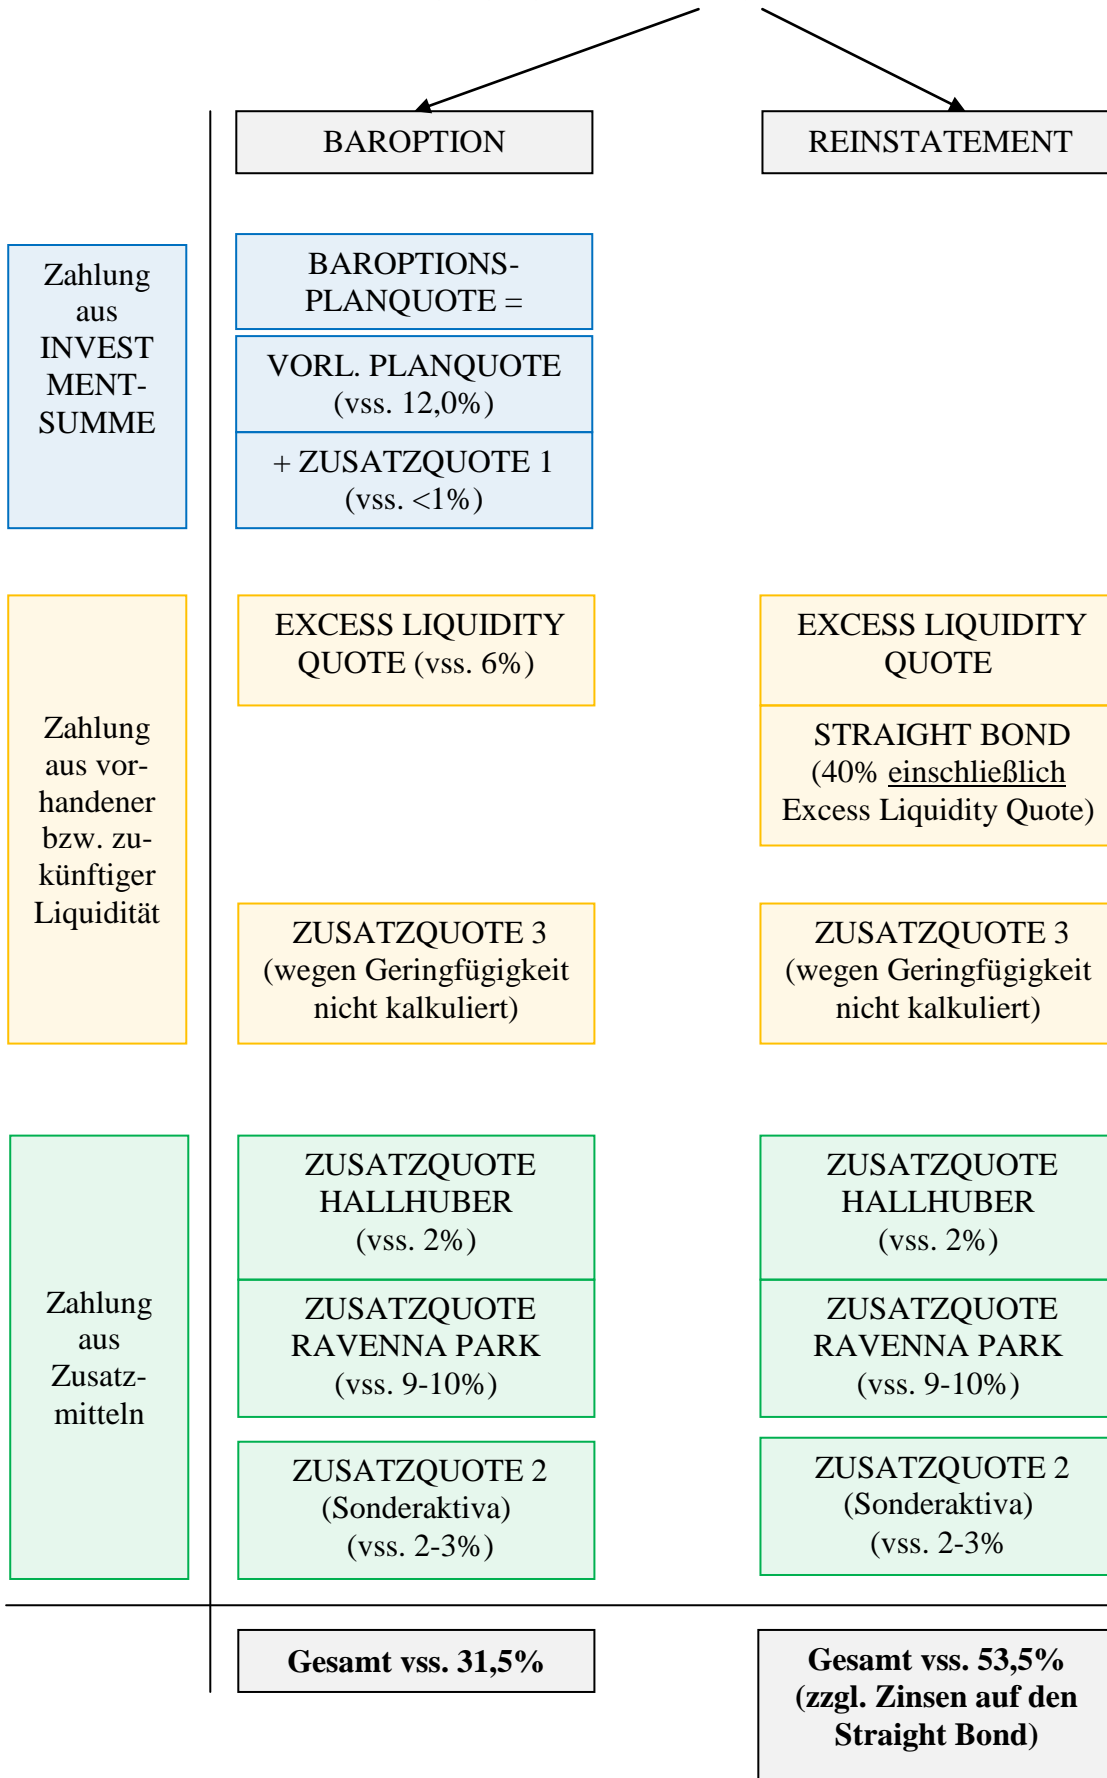 BAROPTION
REINSTATEMENT
Zahlung
aus
INVEST
MENT-
SUMME
BAROPTIONS-
PLANQUOTE =
VORL. PLANQUOTE
(vss. 12,0%)
+ ZUSATZQUOTE 1
(vss. <1%)
Zahlung
aus vor-
handener
bzw. zu-
künftiger
Liquidität
EXCESS LIQUIDITY
QUOTE (vss. 6%)
EXCESS LIQUIDITY
QUOTE
STRAIGHT BOND
(40% einschließlich
Excess Liquidity Quote)
ZUSATZQUOTE 3
(wegen Geringfügigkeit
nicht kalkuliert)
ZUSATZQUOTE 3
(wegen Geringfügigkeit
nicht kalkuliert)
Zahlung
aus
Zusatz-
mitteln
ZUSATZQUOTE
HALLHUBER
(vss. 2%)
ZUSATZQUOTE
HALLHUBER
(vss. 2%)
ZUSATZQUOTE
RAVENNA PARK
(vss. 9-10%)
ZUSATZQUOTE
RAVENNA PARK
(vss. 9-10%)
ZUSATZQUOTE 2
(Sonderaktiva)
(vss. 2-3%)
ZUSATZQUOTE 2
(Sonderaktiva)
(vss. 2-3%
Gesamt vss. 31,5%
Gesamt vss. 53,5%
(zzgl. Zinsen auf den
Straight Bond)